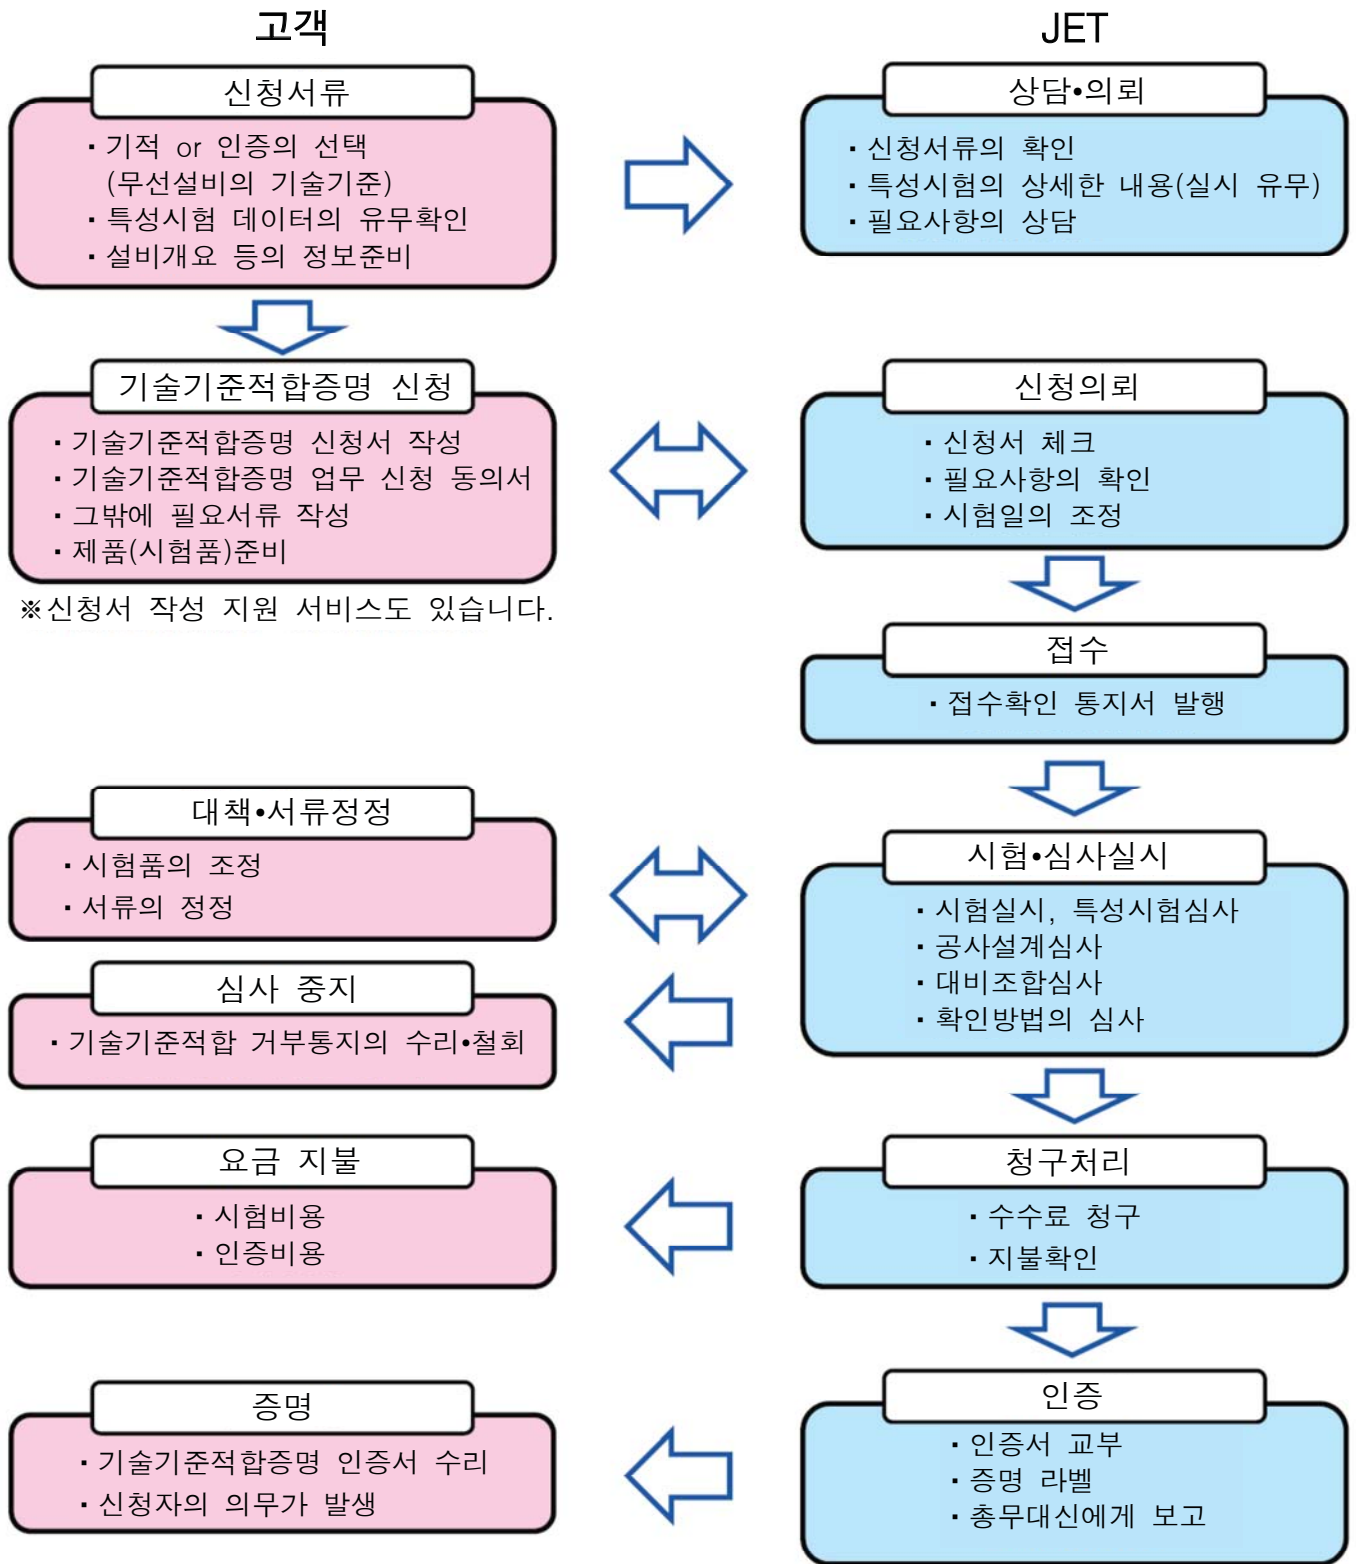 고객
JET
신청서류
· 기적 or 인증의 선택
(무선설비의 기술기준)
· 특성시험 데이터의 유무확인
· 설비개요 등의 정보준비
상담•의뢰
· 신청서류의 확인
· 특성시험의 상세한 내용(실시 유무)
· 필요사항의 상담
기술기준적합증명 신청
· 기술기준적합증명 신청서 작성
· 기술기준적합증명 업무 신청 동의서
· 그밖에 필요서류 작성
· 제품(시험품)준비
※신청서 작성 지원 서비스도 있습니다.
신청의뢰
· 신청서 체크
· 필요사항의 확인
· 시험일의 조정
접수
· 접수확인 통지서 발행
대책•서류정정
· 시험품의 조정
· 서류의 정정
시험•심사실시
· 시험실시, 특성시험심사
· 공사설계심사
· 대비조합심사
· 확인방법의 심사
심사 중지
· 기술기준적합 거부통지의 수리•철회
요금 지불
· 시험비용
· 인증비용
청구처리
· 수수료 청구
· 지불확인
증명
· 기술기준적합증명 인증서 수리
· 신청자의 의무가 발생
인증
· 인증서 교부
· 증명 라벨
· 총무대신에게 보고